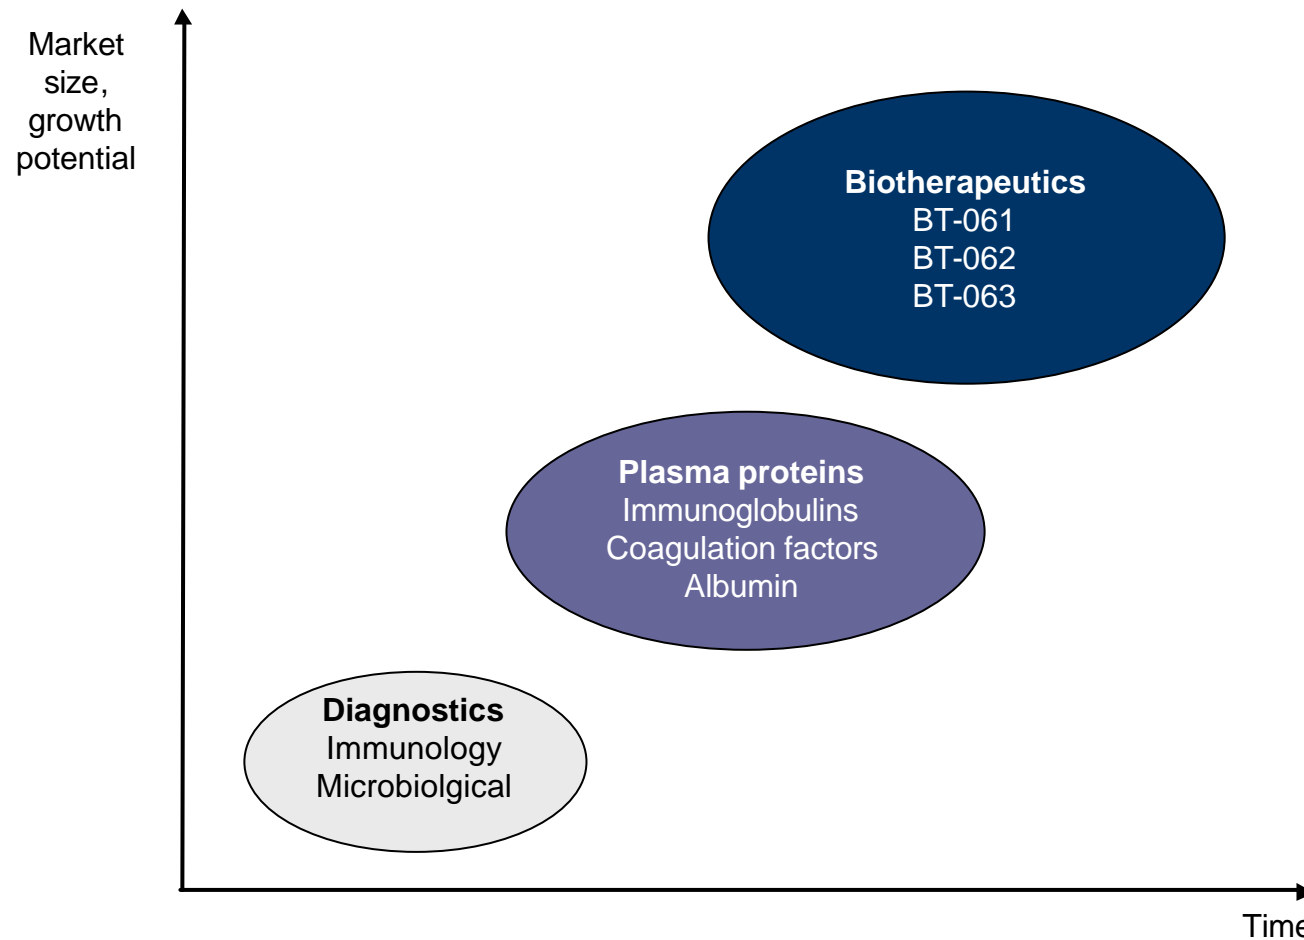 Market
size,
growth
potential
Biotherapeutics
BT-061
BT-062
BT-063
Plasma proteins
Immunoglobulins
Coagulation factors
Albumin
Diagnostics
Immunology
Microbiolgical
Time